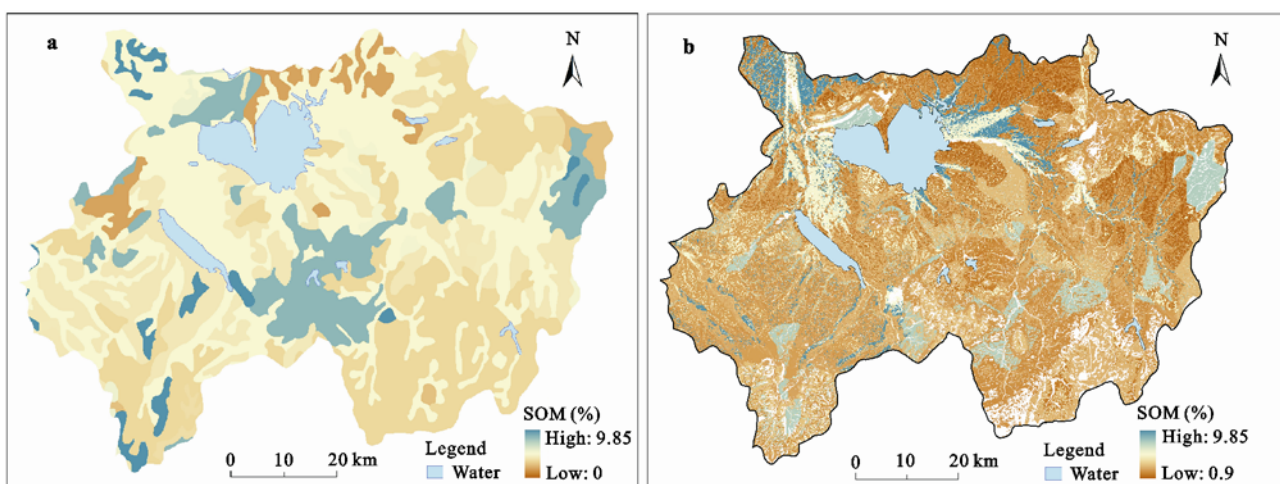 a
N
SOM (%)
High: 9.85
Low: 0
Legend
Water
0 10 20 km
b
N
SOM (%)
High: 9.85
Low: 0.9
Legend
Water
0 10 20 km